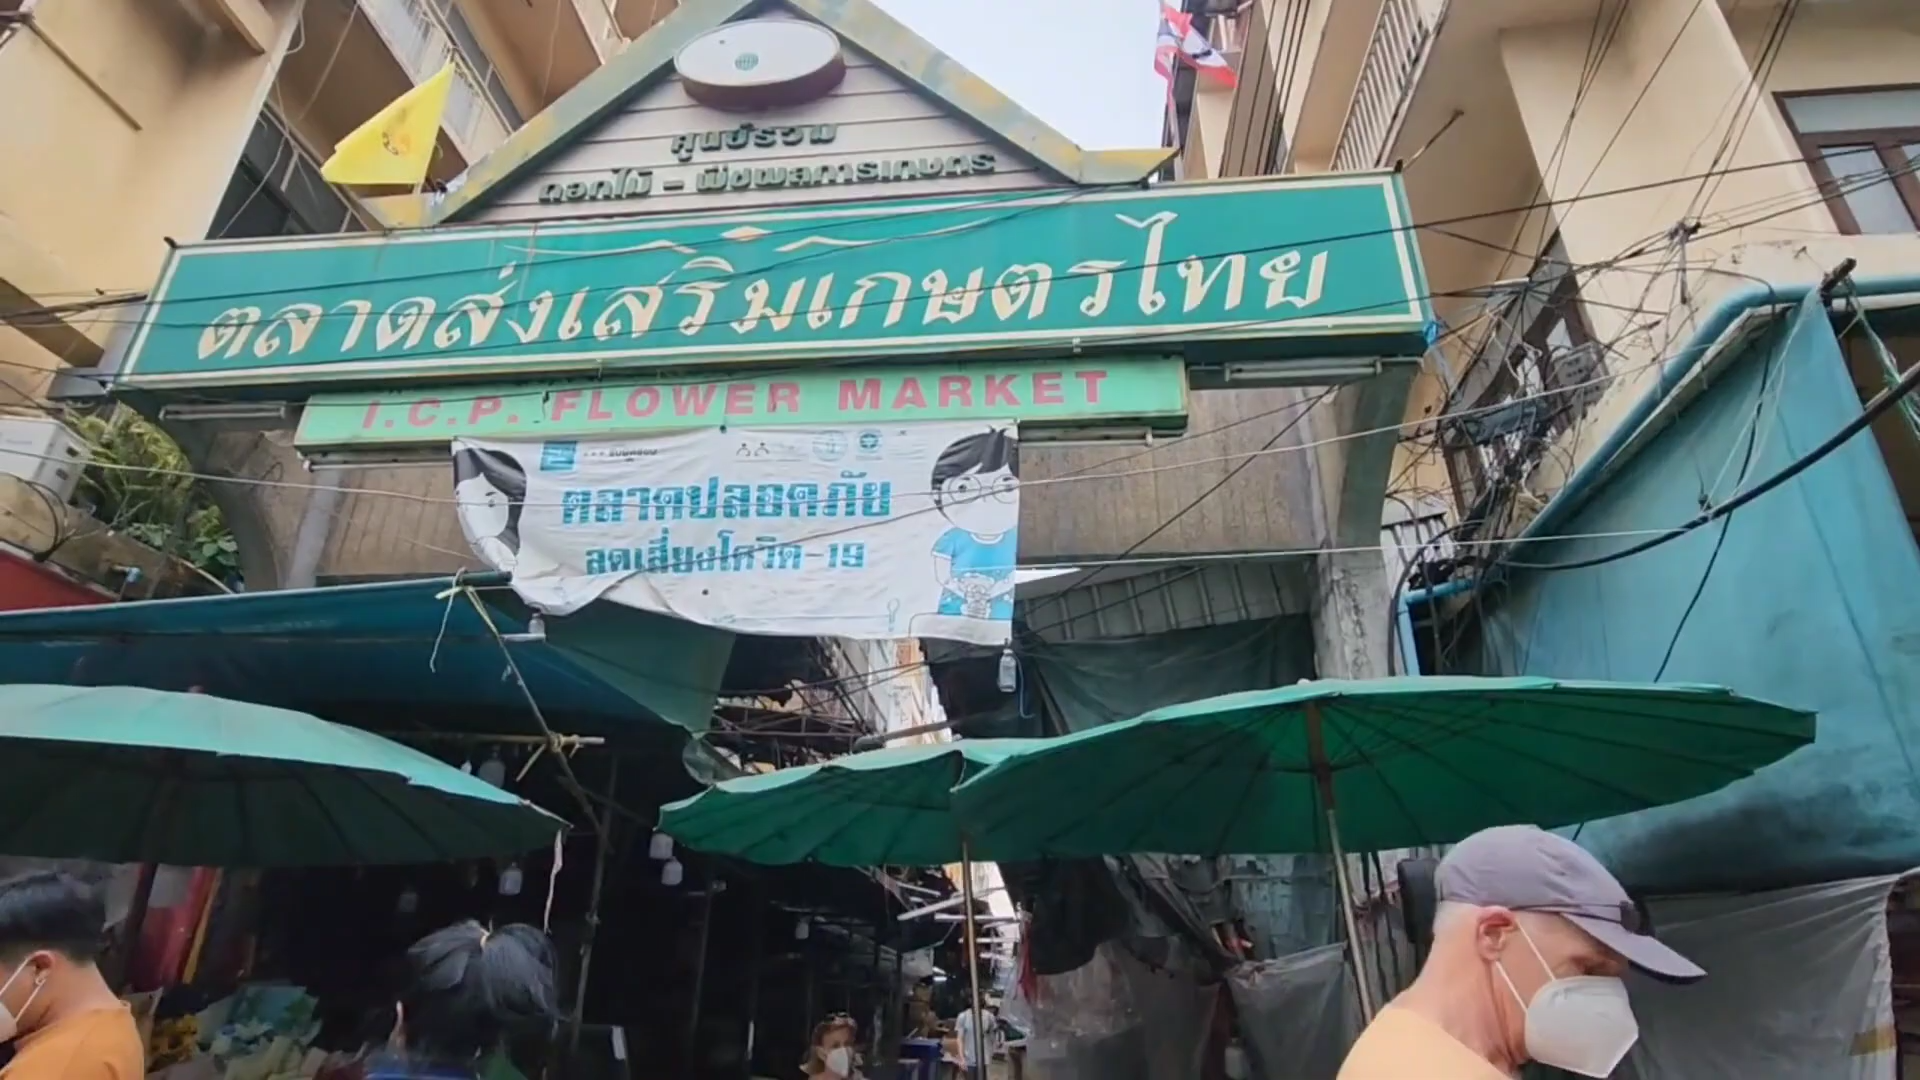 ศูนย์รวม
ดอกไม้ - พืชผลการเกษตร
ตลาดส่งเสริมเกษตรไทย
I.C.P. FLOWER MARKET
ตลาดปลอดภัย
ลดเสี่ยงโควิด-19